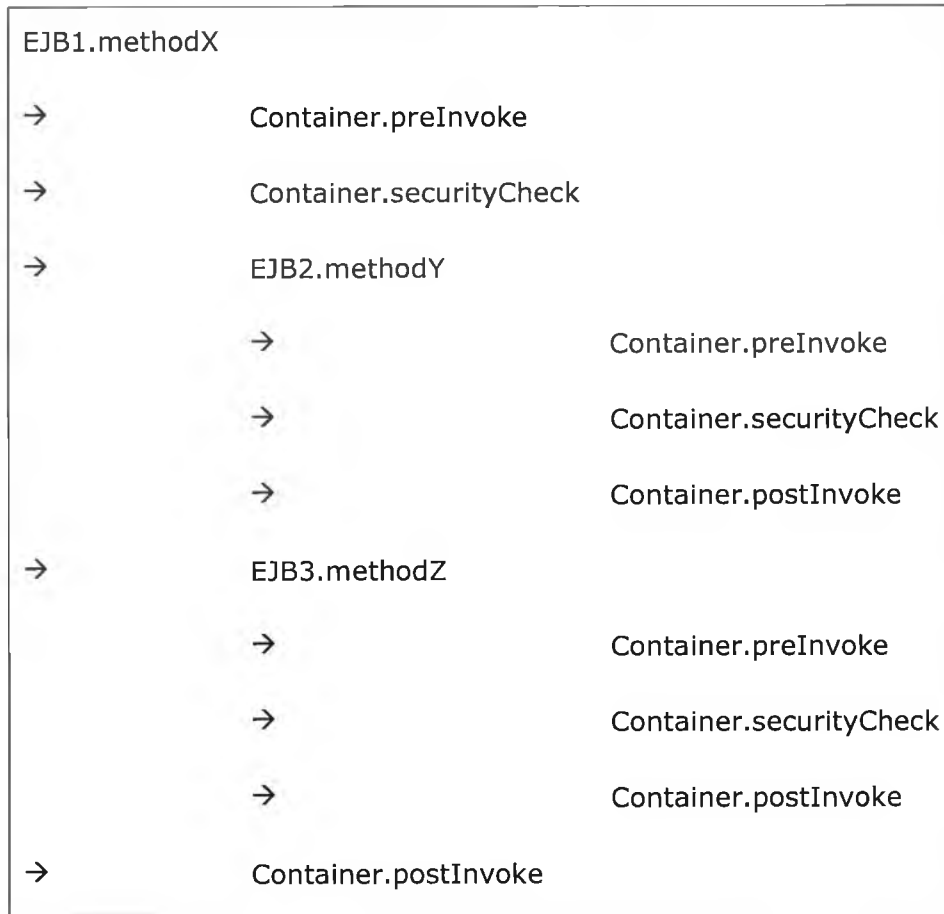 EJB1.methodX
→ Container.preInvoke
→ Container.securityCheck
→ EJB2.methodY
→ Container.preInvoke
→ Container.securityCheck
→ Container.postInvoke
→ EJB3.methodZ
→ Container.preInvoke
→ Container.securityCheck
→ Container.postInvoke
→ Container.postInvoke